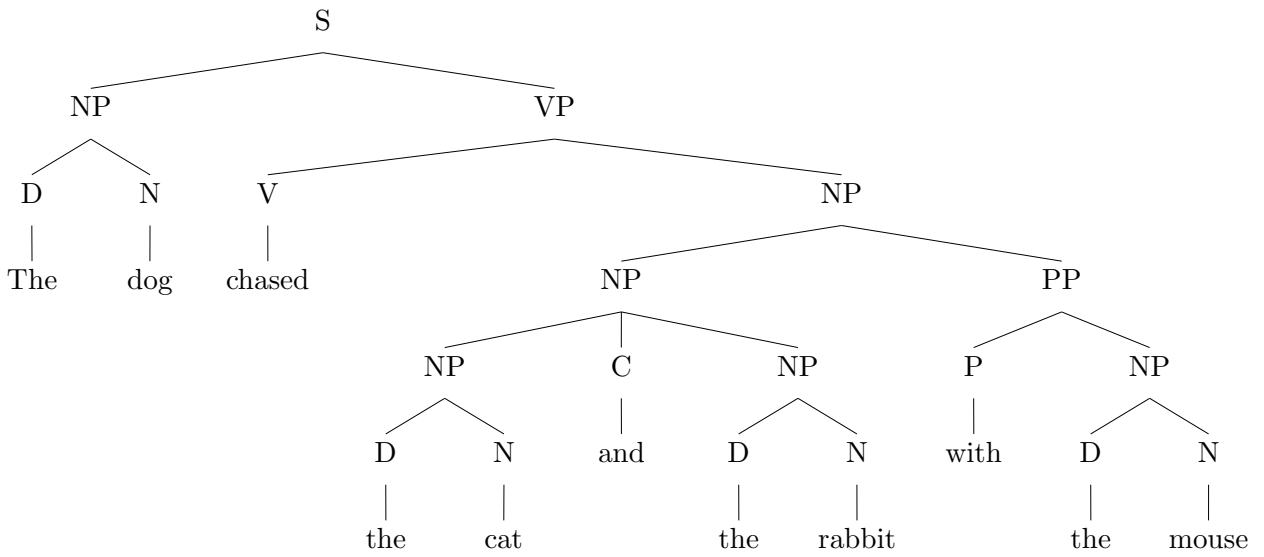 S
NP VP
D N V NP
The dog chased NP PP
NP C NP P NP
D N and D N with D N
the cat the rabbit the mouse